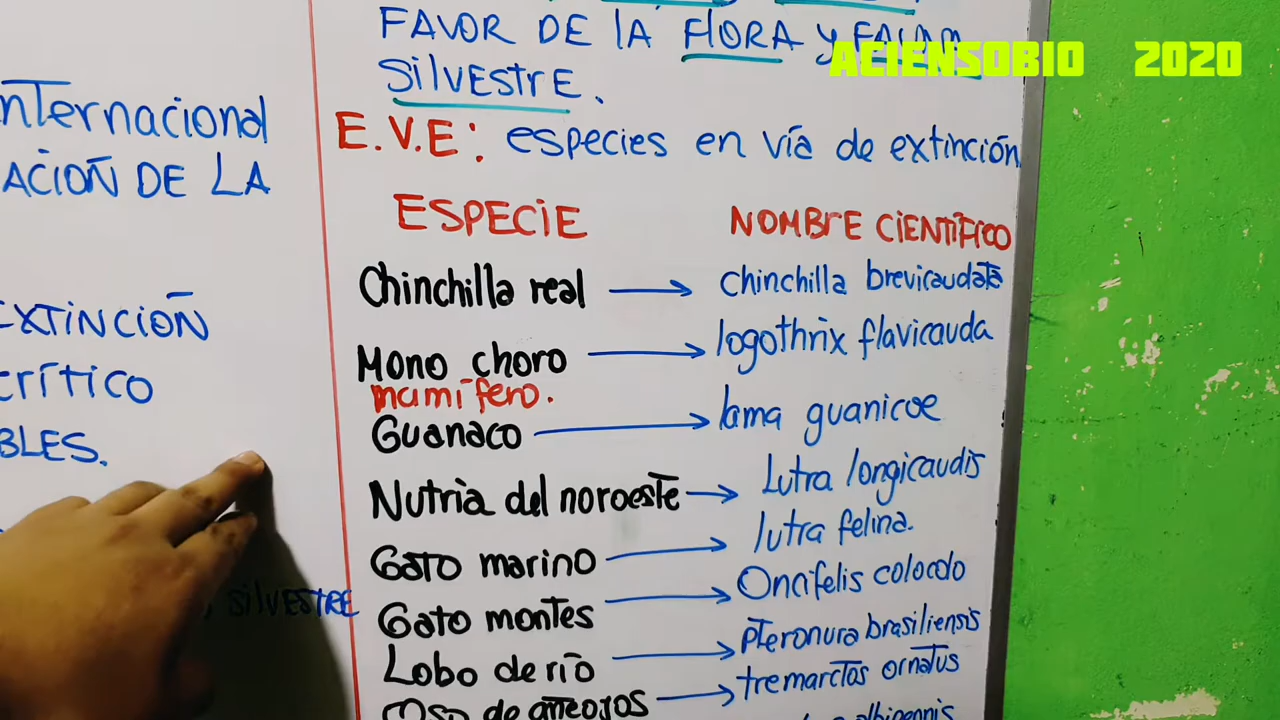 nternacional
ACIÓN DE LA
EXTINCIÓN
CRÍTICO
BLES.
SILVESTRE
FAVOR DE LA FLORA y FAUNA
SILVESTRE.
ACIENSOBIO 2020
E.V.E: especies en vía de extinción
ESPECIE NOMBRE CIENTÍFICO
Chinchilla real → chinchilla brevicaudata
Mono choro → logothrix flavicauda
mamífero.
Guanaco → lama guanicoe
Nutria del noroeste → Lutra longicaudis
Gato marino → lutra felina.
Gato montes → Oncifelis colocolo
Lobo de río → pteronura brasiliensis
Oso de anteojos → tremarctos ornatus
albipennis